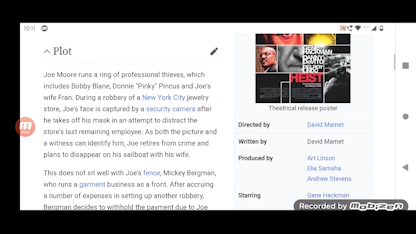 10:11
Plot
Joe Moore runs a ring of professional thieves, which
includes Bobby Blane, Donnie "Pinky" Pincus and Joe's
wife Fran. During a robbery of a New York City jewelry
store, Joe's face is captured by a security camera after
he takes off his mask in an attempt to distract the
store's last remaining employee. As both the picture
and a witness can identify him, Joe retires from crime and
plans to disappear on his sailboat with his wife.
This does not sit well with Joe's fence, Mickey Bergman,
who runs a garment business as a front. After accruing
a number of expenses in setting up another robbery,
Bergman decides to withhold the payment due to Joe
GENE HACKMAN
DANNY DEVITO
DELROY LINDO
HEIST
Theatrical release poster
Directed by David Mamet
Written by David Mamet
Produced by Art Linson
Elie Samaha
Andrew Stevens
Starring Gene Hackman
Recorded by Mobizen